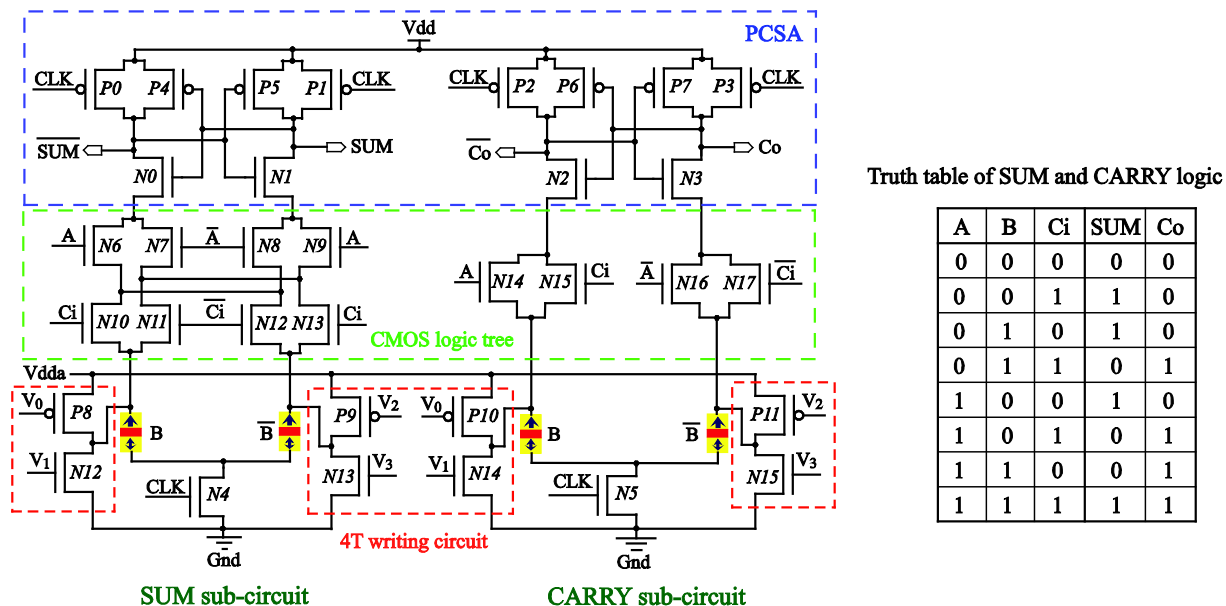 Vdd
PCSA
CLK P0 P4 P5 P1 CLK CLK P2 P6 P7 P3 CLK
S̅U̅M̅ SUM C̅o̅ Co
N0 N1 N2 N3
Truth table of SUM and CARRY logic
A B Ci SUM Co
0 0 0 0 0
0 0 1 1 0
0 1 0 1 0
0 1 1 0 1
1 0 0 1 0
1 0 1 0 1
1 1 0 0 1
1 1 1 1 1
A N6 N7 A̅ N8 N9 A
A N14 N15 Ci A̅ N16 N17 C̅i̅
Ci N10 N11 C̅i̅ N12 N13 Ci
CMOS logic tree
Vdda
V0 P8 B B̅ P9 V2 V0 P10 B B̅ P11 V2
V1 N12 N13 V3 V1 N14 N15 V3
CLK N4 CLK N5
4T writing circuit
Gnd Gnd
SUM sub-circuit CARRY sub-circuit